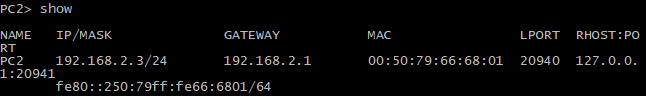 PC2> show
NAME   IP/MASK              GATEWAY           MAC                LPORT  RHOST:PO
RT
PC2    192.168.2.3/24       192.168.2.1       00:50:79:66:68:01  20940  127.0.0.
1:20941
       fe80::250:79ff:fe66:6801/64